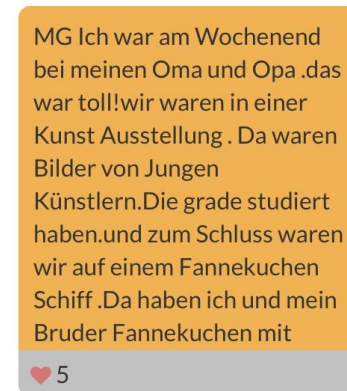 MG Ich war am Wochenend
bei meinen Oma und Opa .das
war toll!wir waren in einer
Kunst Ausstellung . Da waren
Bilder von Jungen
Künstlern.Die grade studiert
haben.und zum Schluss waren
wir auf einem Fannekuchen
Schiff .Da haben ich und mein
Bruder Fannekuchen mit
5